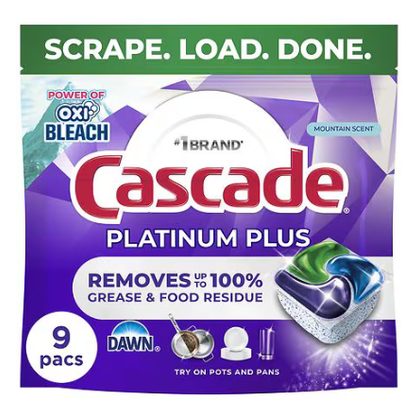 SCRAPE. LOAD. DONE.
POWER OF
oxi
BLEACH
MOUNTAIN SCENT
#1 BRAND*
Cascade®
PLATINUM PLUS
REMOVES UP TO 100%
GREASE & FOOD RESIDUE
9
pacs
DAWN®
TRY ON POTS AND PANS